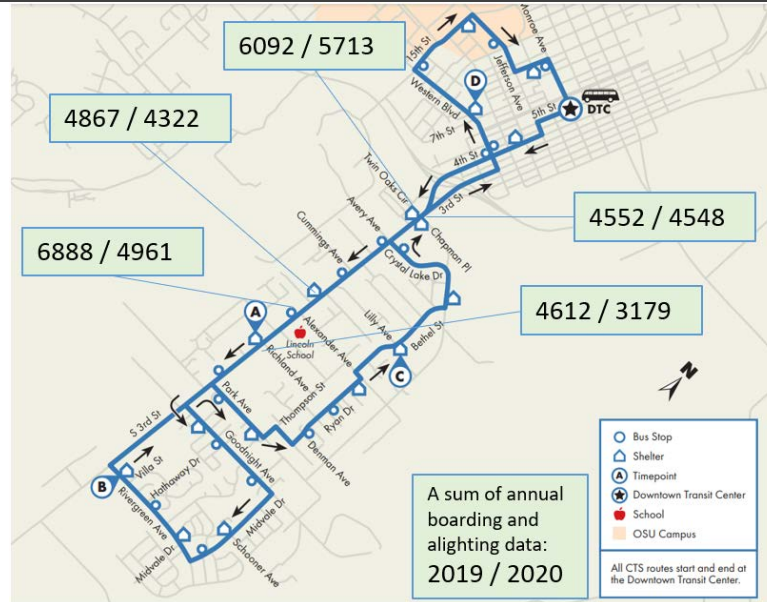 6092 / 5713
4867 / 4322
6888 / 4961
4552 / 4548
4612 / 3179
15th St
Monroe Ave
Jefferson Ave
Western Blvd
D
5th St
DTC
7th St
4th St
Twin Oaks Cir
3rd St
Avery Ave
Chapman Pl
Cummings Ave
Crystal Lake Dr
A
Lincoln
School
Alexander Ave
Lilly Ave
Bethel St
Richland Ave
C
Park Ave
Thompson St
Ryan Dr
S 3rd St
Goodnight Ave
Denman Ave
B
Villa St
Hathaway Dr
Rivergreen Ave
Midvale Dr
Midvale Dr
Schooner Ave
N
A sum of annual
boarding and
alighting data:
2019 / 2020
Bus Stop
Shelter
A Timepoint
Downtown Transit Center
School
OSU Campus
All CTS routes start and end at
the Downtown Transit Center.